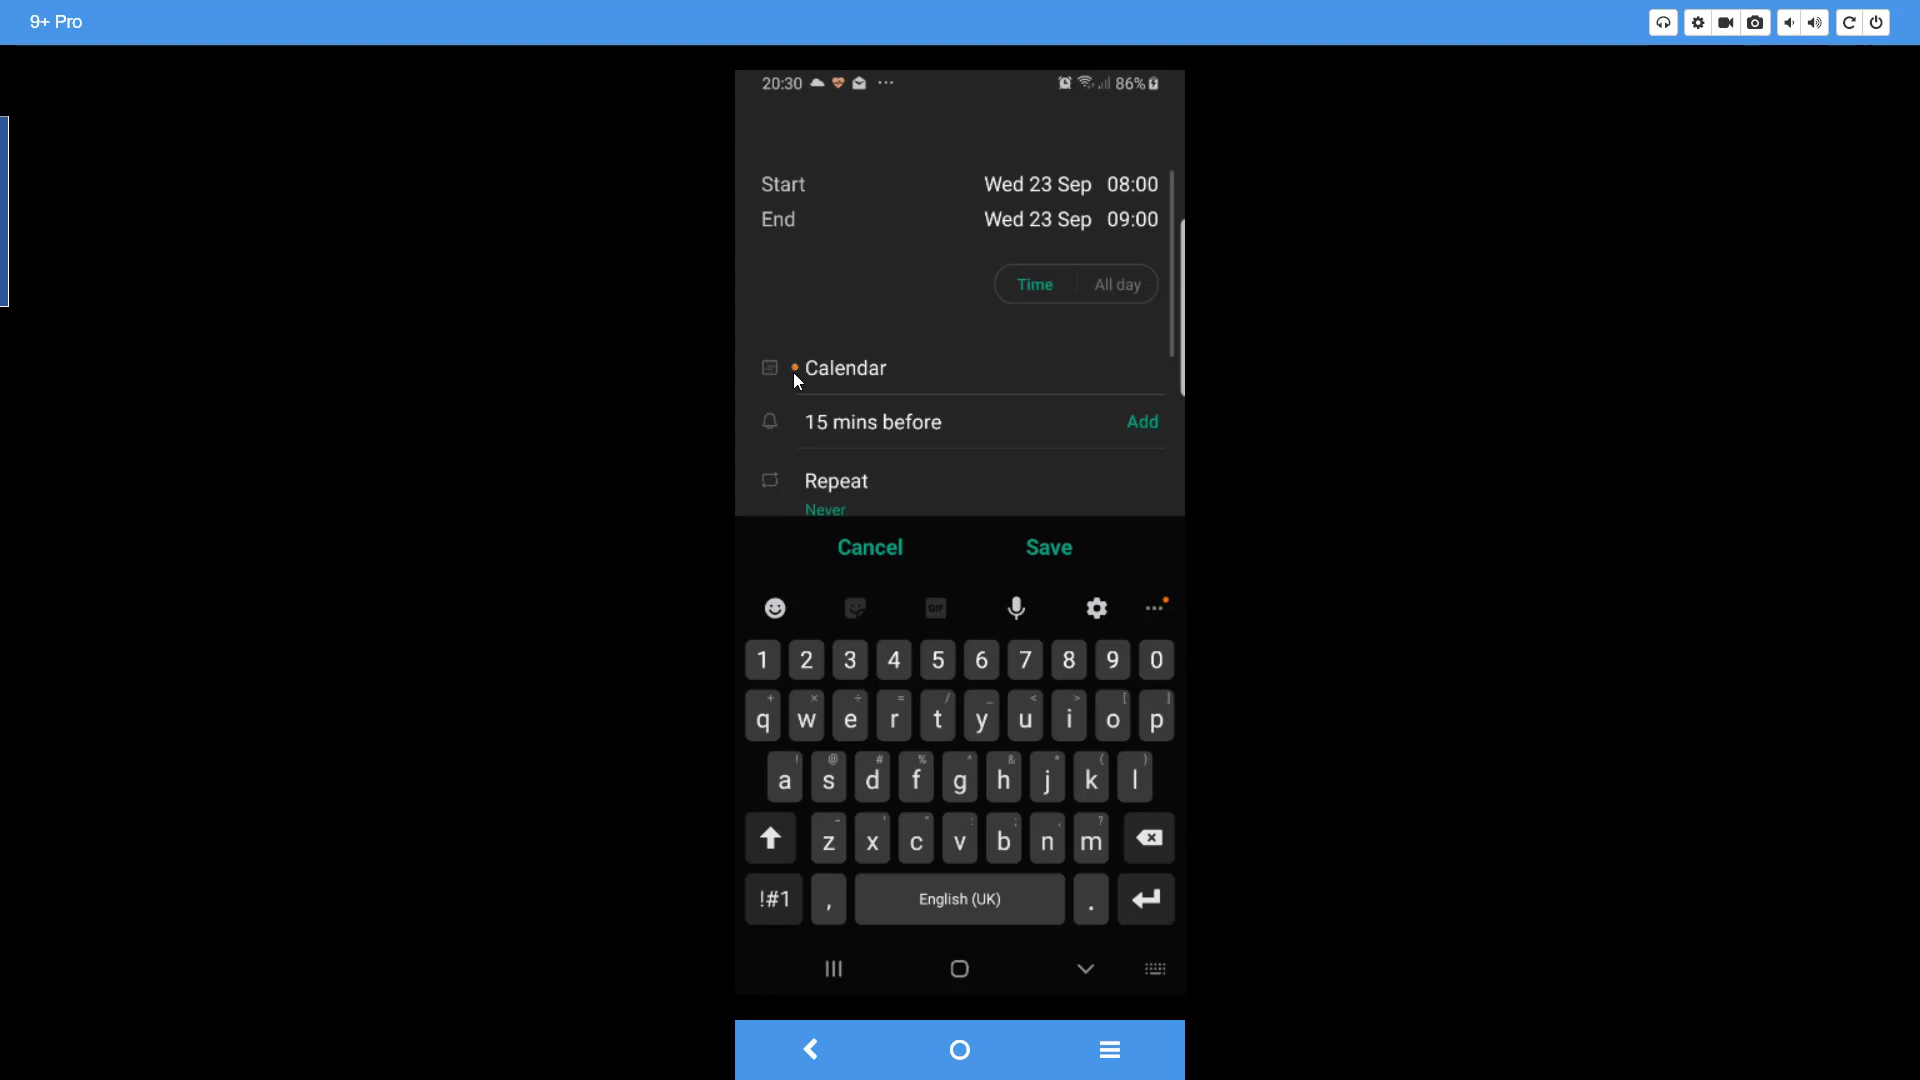 9+ Pro
20:30 86%
Start Wed 23 Sep 08:00
End Wed 23 Sep 09:00
Time All day
Calendar
15 mins before Add
Repeat
Never
Cancel Save
GIF
1 2 3 4 5 6 7 8 9 0
+ × ÷ = / _ < > [ ]
q w e r t y u i o p
! @ # % ^ & * ( )
a s d f g h j k l
- ' " : ; , ?
z x c v b n m
!#1 , English (UK) .